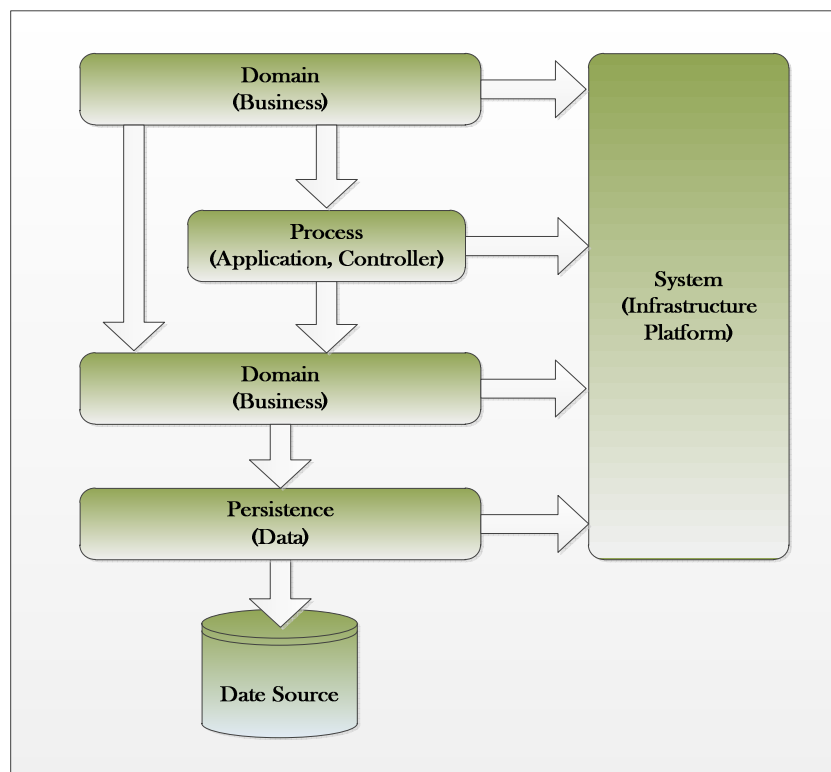 Domain
(Business)
Process
(Application, Controller)
System
(Infrastructure
Platform)
Domain
(Business)
Persistence
(Data)
Date Source